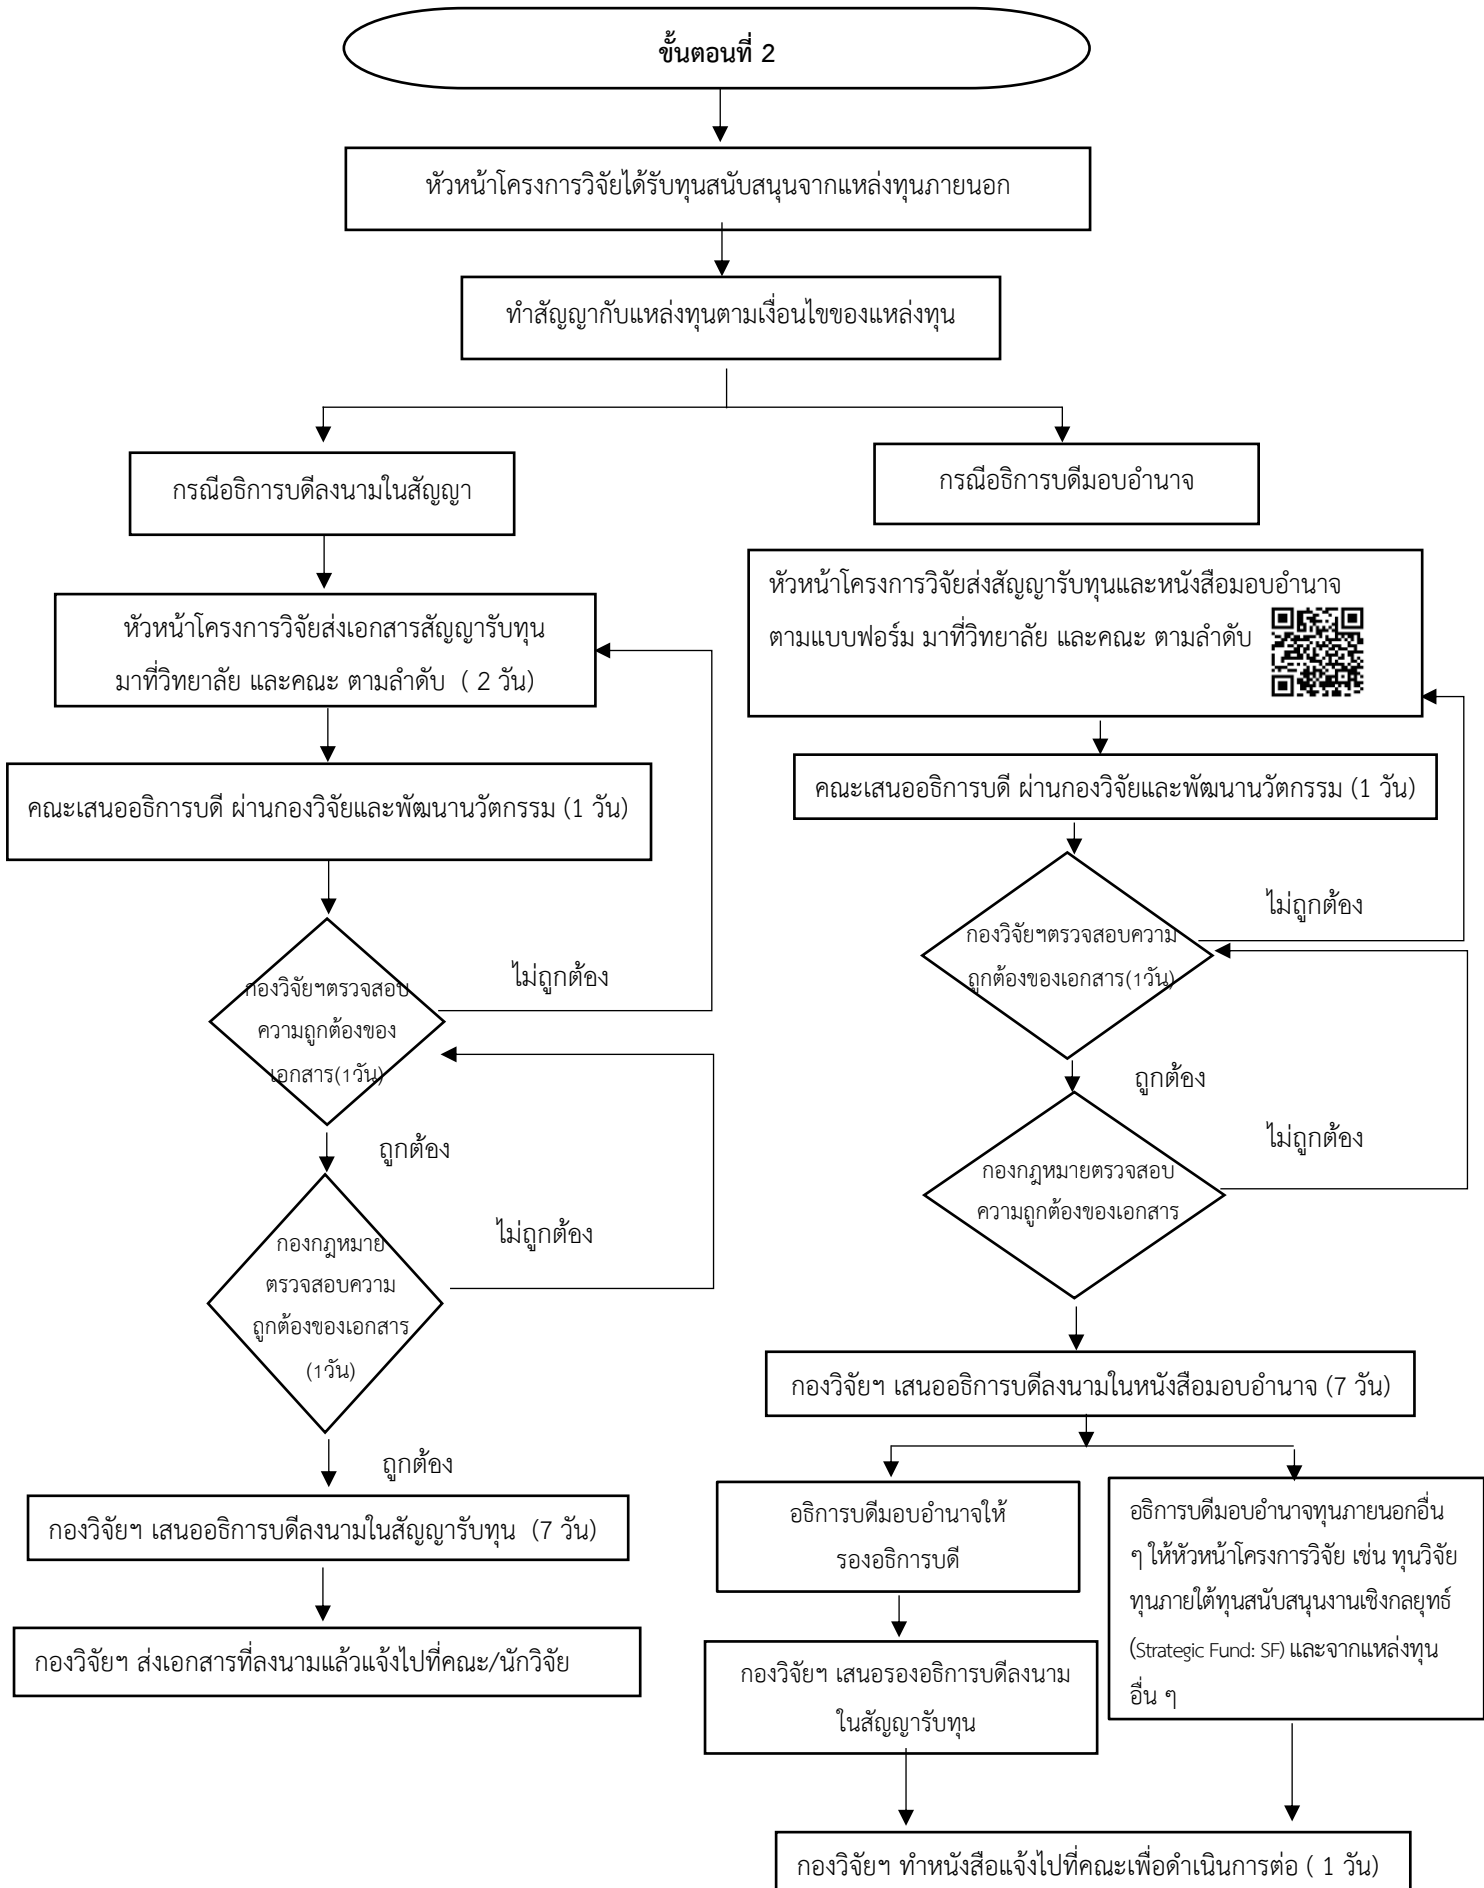 ขั้นตอนที่ 2
หัวหน้าโครงการวิจัยได้รับทุนสนับสนุนจากแหล่งทุนภายนอก
ทำสัญญากับแหล่งทุนตามเงื่อนไขของแหล่งทุน
กรณีอธิการบดีลงนามในสัญญา
หัวหน้าโครงการวิจัยส่งเอกสารสัญญารับทุน
มาที่วิทยาลัย และคณะ ตามลำดับ ( 2 วัน)
คณะเสนออธิการบดี ผ่านกองวิจัยและพัฒนานวัตกรรม (1 วัน)
กองวิจัยฯตรวจสอบ
ความถูกต้องของ
เอกสาร(1วัน)
ไม่ถูกต้อง
ถูกต้อง
กองกฎหมาย
ตรวจสอบความ
ถูกต้องของเอกสาร
(1วัน)
ไม่ถูกต้อง
ถูกต้อง
กองวิจัยฯ เสนออธิการบดีลงนามในสัญญารับทุน (7 วัน)
กองวิจัยฯ ส่งเอกสารที่ลงนามแล้วแจ้งไปที่คณะ/นักวิจัย
กรณีอธิการบดีมอบอำนาจ
หัวหน้าโครงการวิจัยส่งสัญญารับทุนและหนังสือมอบอำนาจ
ตามแบบฟอร์ม มาที่วิทยาลัย และคณะ ตามลำดับ
คณะเสนออธิการบดี ผ่านกองวิจัยและพัฒนานวัตกรรม (1 วัน)
กองวิจัยฯตรวจสอบความ
ถูกต้องของเอกสาร(1วัน)
ไม่ถูกต้อง
ถูกต้อง
กองกฎหมายตรวจสอบ
ความถูกต้องของเอกสาร
ไม่ถูกต้อง
กองวิจัยฯ เสนออธิการบดีลงนามในหนังสือมอบอำนาจ (7 วัน)
อธิการบดีมอบอำนาจให้
รองอธิการบดี
กองวิจัยฯ เสนอรองอธิการบดีลงนาม
ในสัญญารับทุน
อธิการบดีมอบอำนาจทุนภายนอกอื่น
ๆ ให้หัวหน้าโครงการวิจัย เช่น ทุนวิจัย
ทุนภายใต้ทุนสนับสนุนงานเชิงกลยุทธ์
(Strategic Fund: SF) และจากแหล่งทุน
อื่น ๆ
กองวิจัยฯ ทำหนังสือแจ้งไปที่คณะเพื่อดำเนินการต่อ ( 1 วัน)